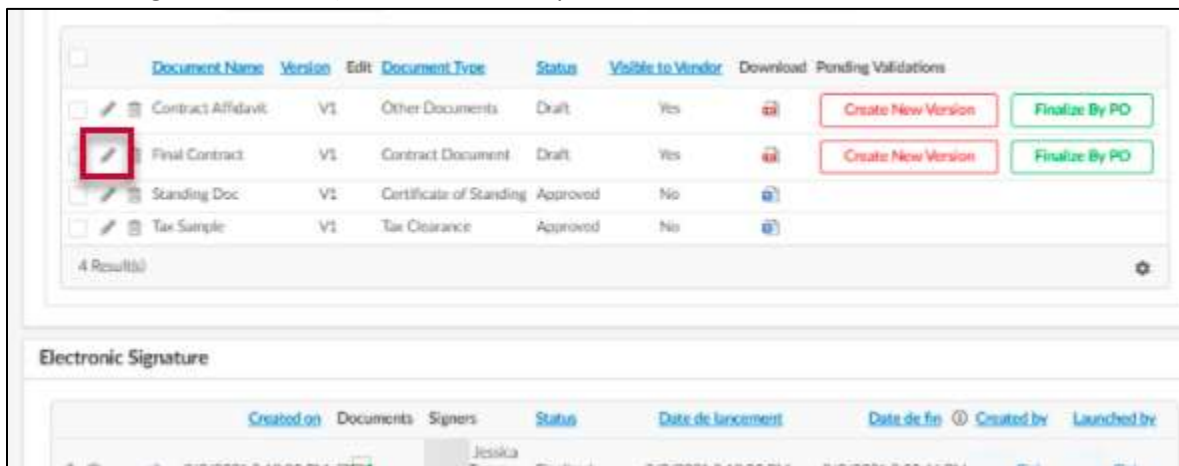 Document Name Version Edit Document Type Status Visible to Vendor Download Pending Validations
Contract Affidavit V1 Other Documents Draft Yes Create New Version Finalize By PO
Final Contract V1 Contract Document Draft Yes Create New Version Finalize By PO
Standing Doc V1 Certificate of Standing Approved No
Tax Sample V1 Tax Clearance Approved No
4 Result(s)
Electronic Signature
Created on Documents Signers Status Date de lancement Date de fin Created by Launched by
Jessica